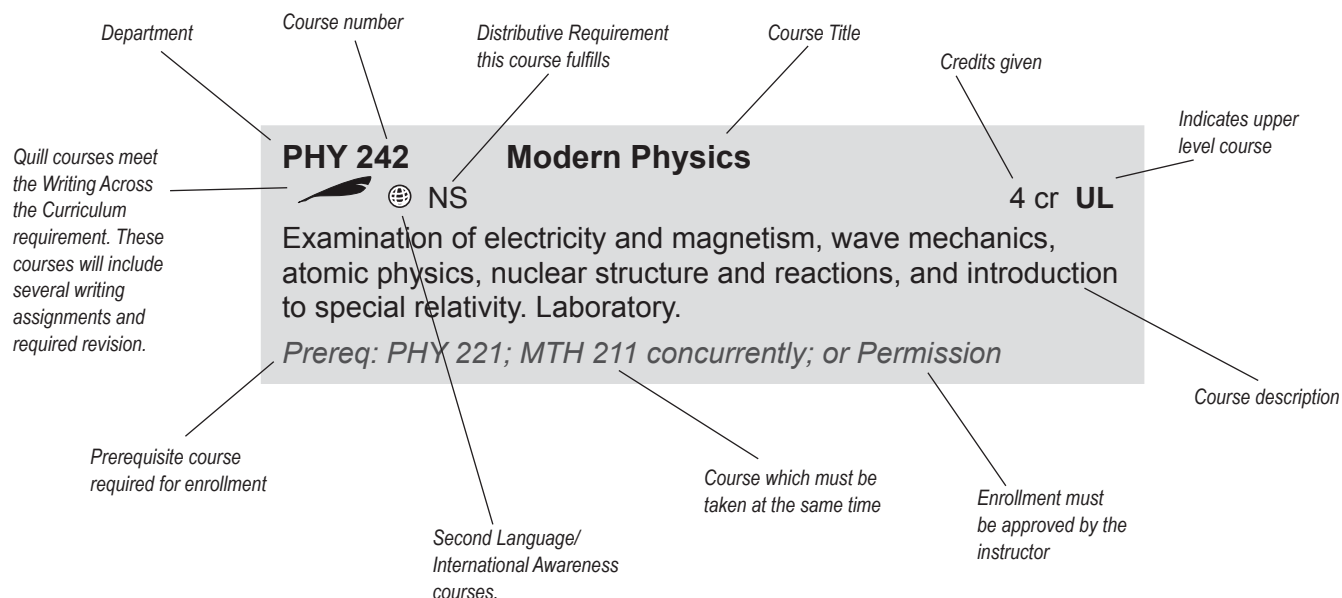 Department
Course number
Distributive Requirement
this course fulfills
Course Title
Credits given
Indicates upper
level course
Quill courses meet
the Writing Across
the Curriculum
requirement. These
courses will include
several writing
assignments and
required revision.
PHY 242 Modern Physics
NS 4 cr UL
Examination of electricity and magnetism, wave mechanics,
atomic physics, nuclear structure and reactions, and introduction
to special relativity. Laboratory.
Prereq: PHY 221; MTH 211 concurrently; or Permission
Course description
Prerequisite course
required for enrollment
Course which must be
taken at the same time
Enrollment must
be approved by the
instructor
Second Language/
International Awareness
courses.